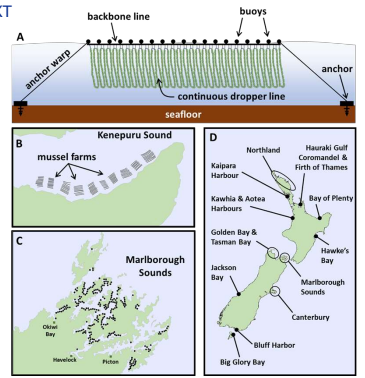 XT
A
backbone line
buoys
anchor warp
anchor
continuous dropper line
seafloor
B
Kenepuru Sound
mussel farms
C
Marlborough
Sounds
Okiwi
Bay
Havelock
Picton
D
Northland
Hauraki Gulf
Coromandel &
Firth of Thames
Kaipara
Harbour
Kawhia & Aotea
Harbours
Bay of Plenty
Golden Bay &
Tasman Bay
Hawke's
Bay
Jackson
Bay
Marlborough
Sounds
Canterbury
Bluff Harbor
Big Glory Bay